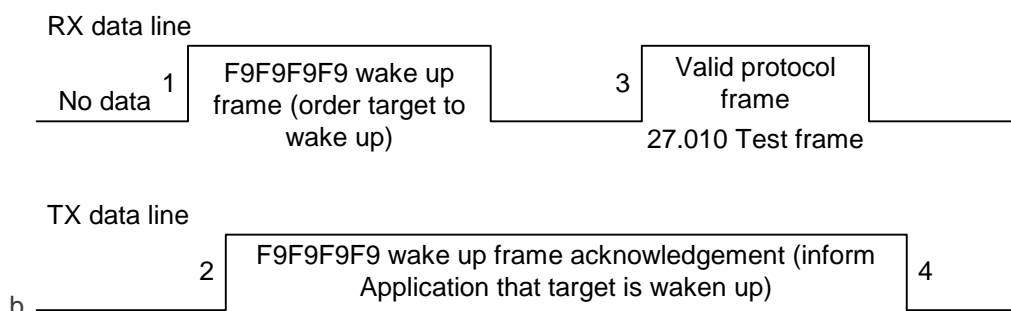 RX data line
No data
1
F9F9F9F9 wake up
frame (order target to
wake up)
3
Valid protocol
frame
27.010 Test frame
TX data line
2
F9F9F9F9 wake up frame acknowledgement (inform
Application that target is waken up)
4